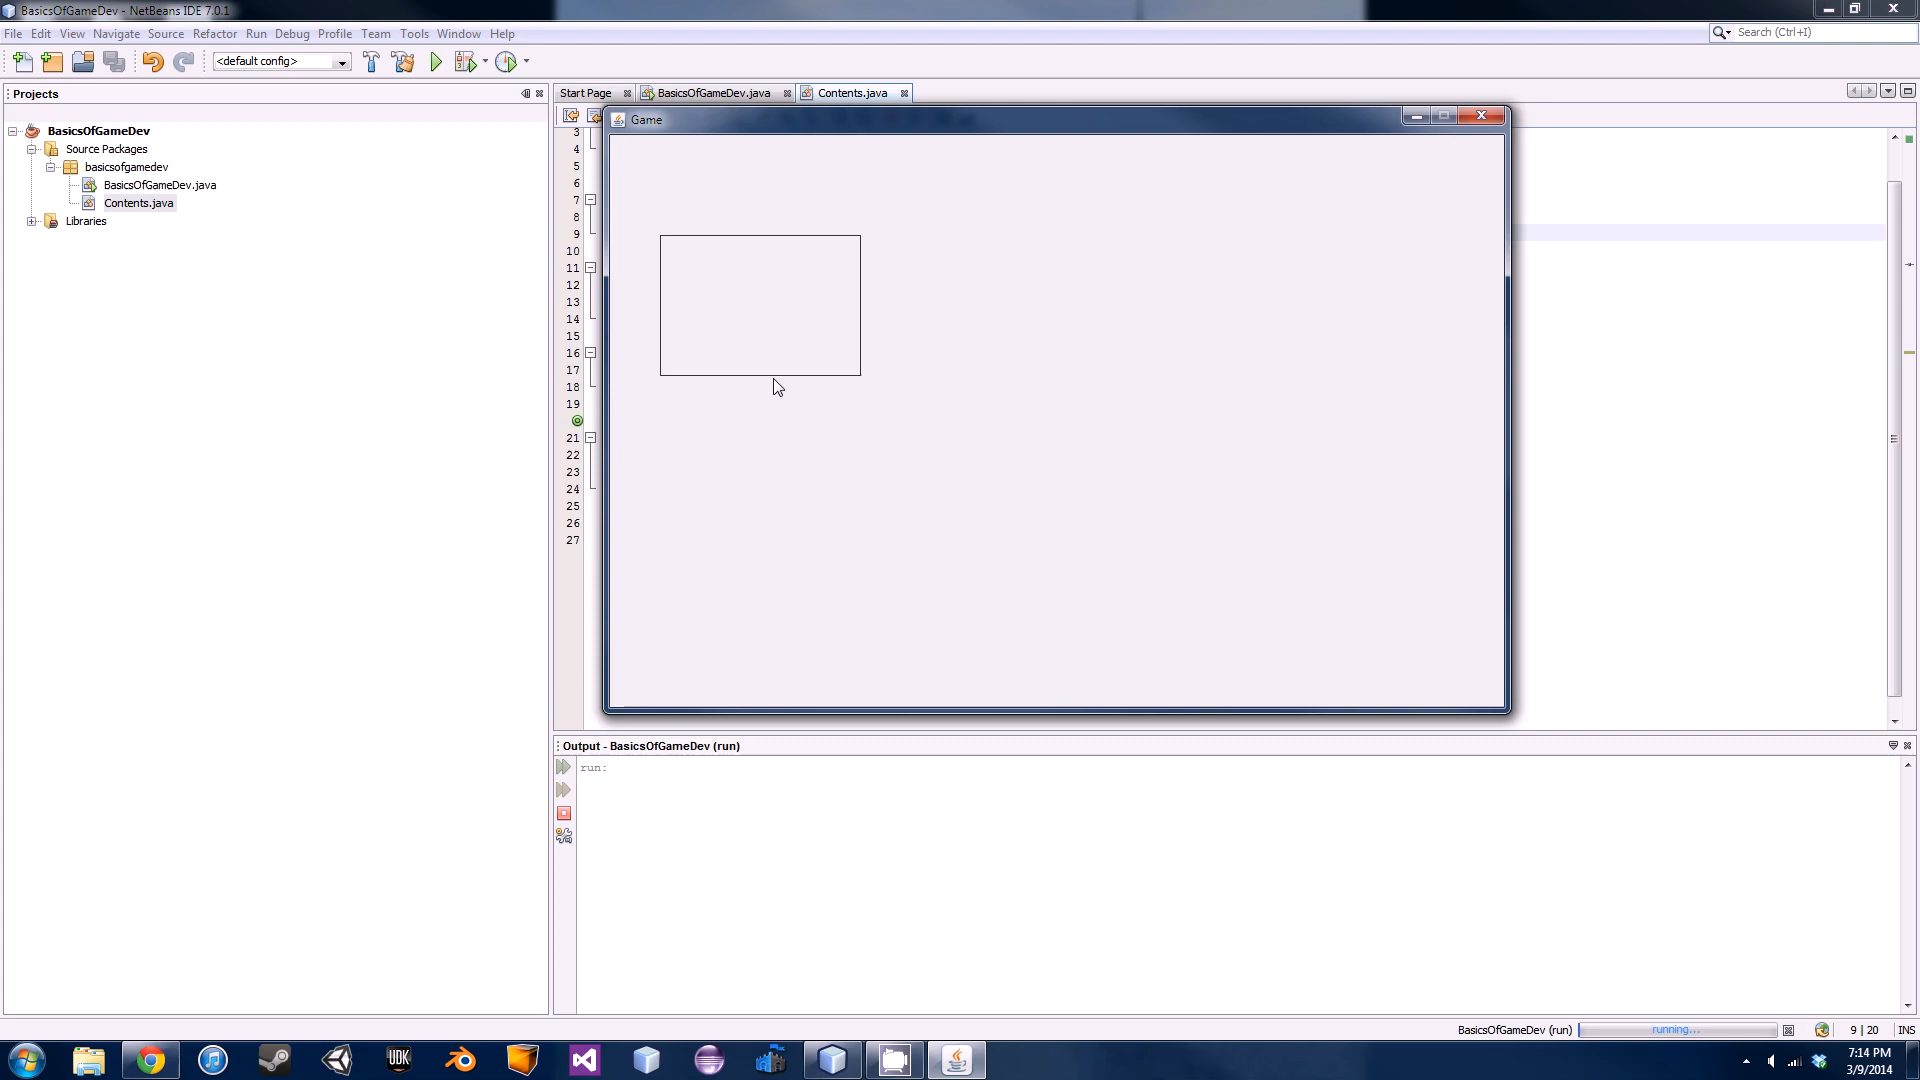 BasicsOfGameDev - NetBeans IDE 7.0.1
File Edit View Navigate Source Refactor Run Debug Profile Team Tools Window Help
Search (Ctrl+I)
<default config>
Projects
Start Page BasicsOfGameDev.java Contents.java
Game
BasicsOfGameDev
Source Packages
basicsofgamedev
BasicsOfGameDev.java
Contents.java
Libraries
3
4
5
6
7
8
9
10
11
12
13
14
15
16
17
18
19
21
22
23
24
25
26
27
Output - BasicsOfGameDev (run)
run:
BasicsOfGameDev (run) running... 9 | 20 INS
UDK
7:14 PM
3/9/2014